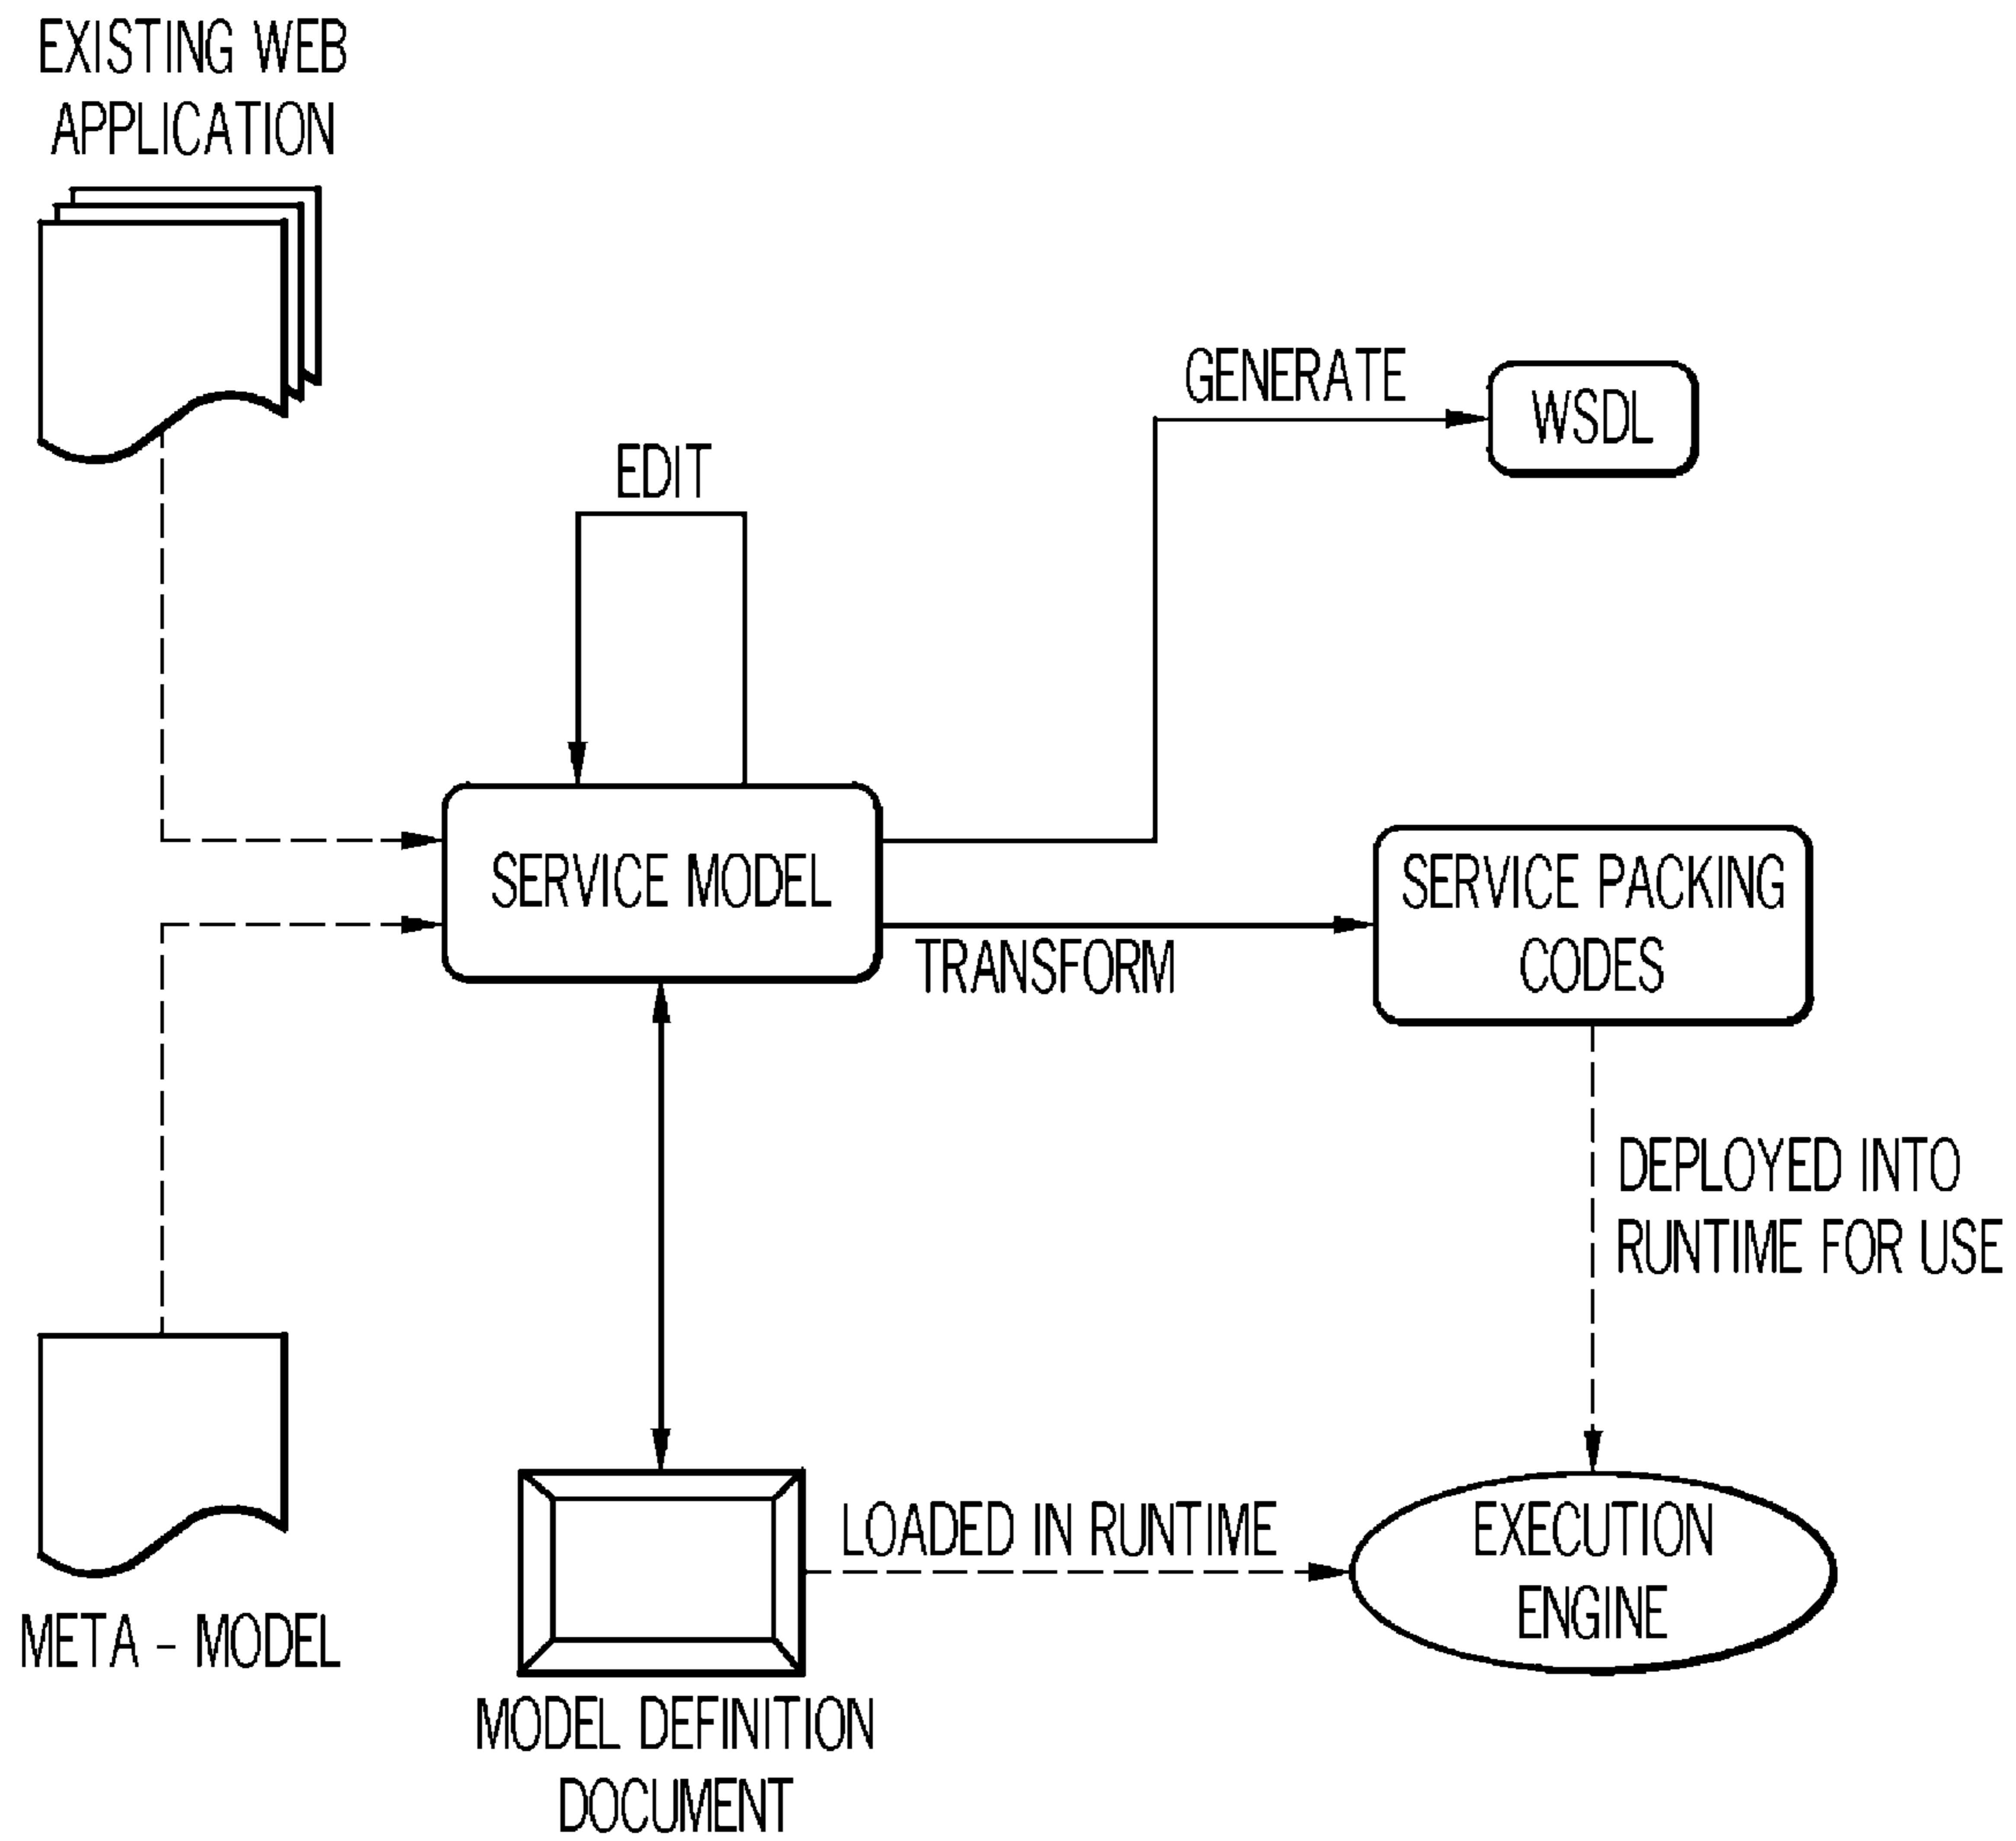 EXISTING WEB
APPLICATION
GENERATE
WSDL
EDIT
SERVICE MODEL
SERVICE PACKING
CODES
TRANSFORM
DEPLOYED INTO
RUNTIME FOR USE
LOADED IN RUNTIME
EXECUTION
ENGINE
META - MODEL
MODEL DEFINITION
DOCUMENT